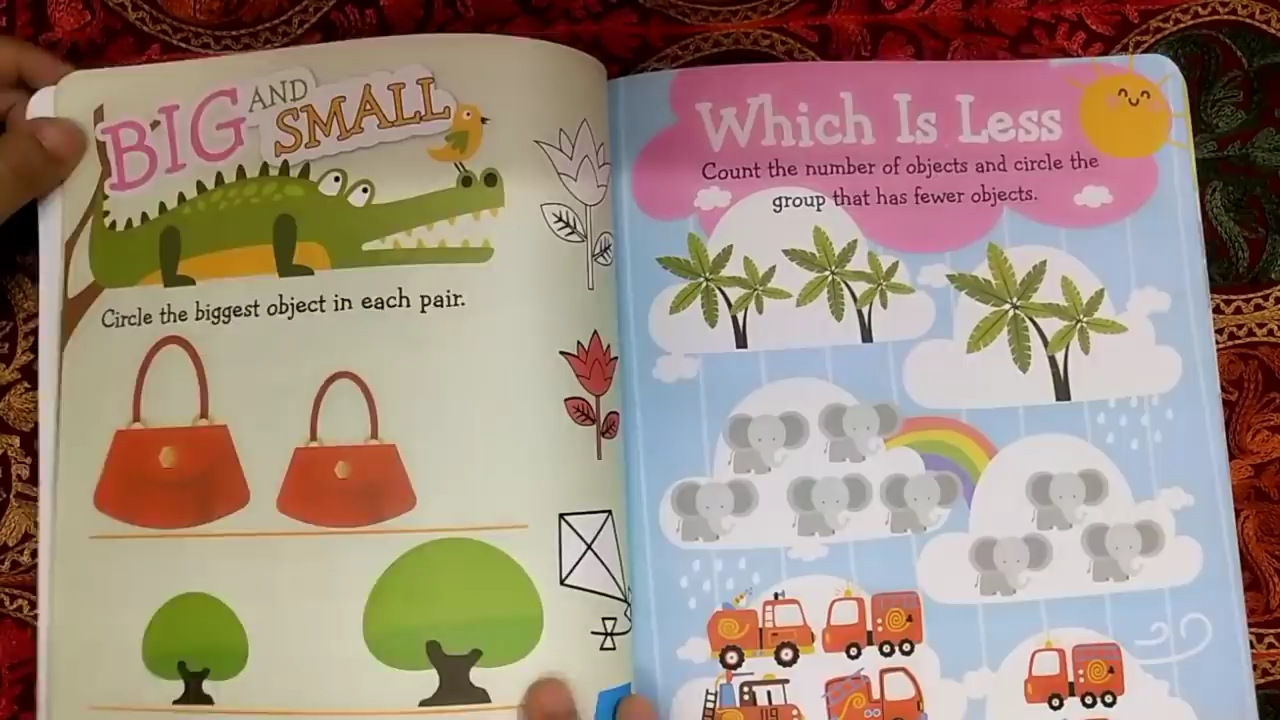 BIG AND
SMALL
Circle the biggest object in each pair.
Which Is Less
Count the number of objects and circle the
group that has fewer objects.
119